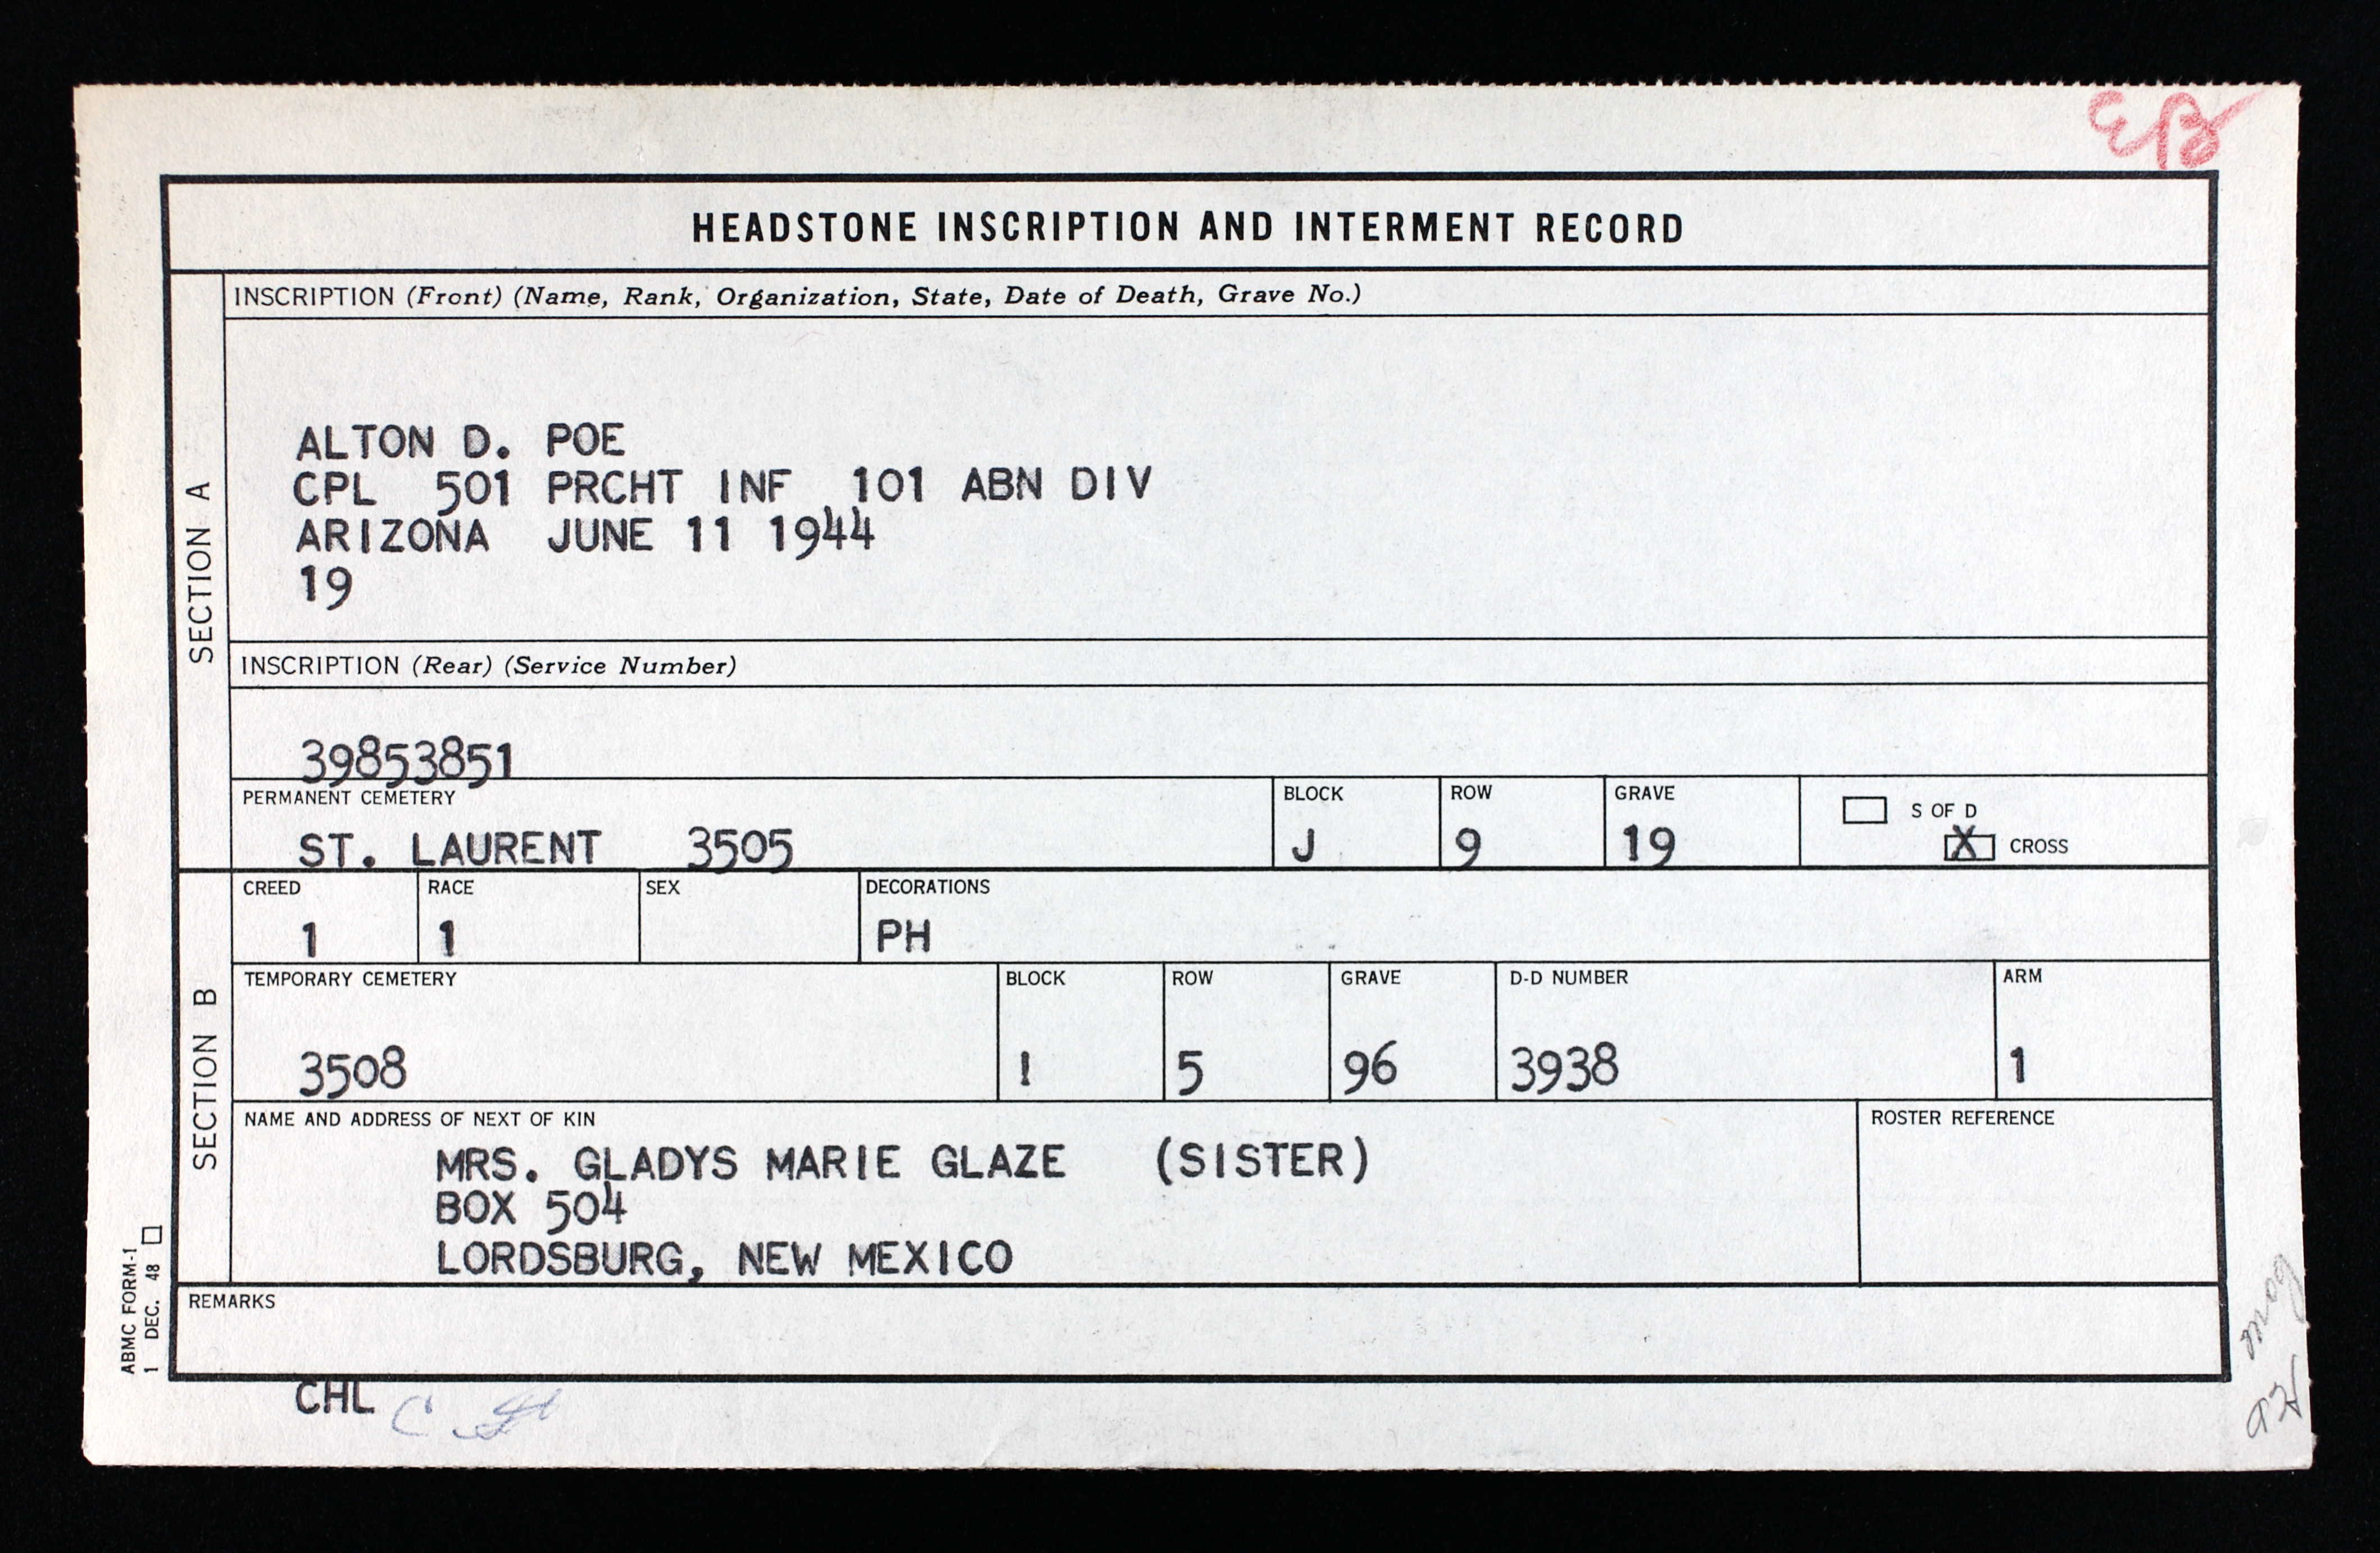 EB
HEADSTONE INSCRIPTION AND INTERMENT RECORD
SECTION A
INSCRIPTION (Front) (Name, Rank, Organization, State, Date of Death, Grave No.)
ALTON D. POE
CPL 501 PRCHT INF 101 ABN DIV
ARIZONA JUNE 11 1944
19
INSCRIPTION (Rear) (Service Number)
39853851
PERMANENT CEMETERY BLOCK ROW GRAVE S OF D
ST. LAURENT 3505 J 9 19 X CROSS
SECTION B
CREED RACE SEX DECORATIONS
1 1 PH
TEMPORARY CEMETERY BLOCK ROW GRAVE D-D NUMBER ARM
3508 ! 5 96 3938 1
NAME AND ADDRESS OF NEXT OF KIN ROSTER REFERENCE
MRS. GLADYS MARIE GLAZE (SISTER)
BOX 504
LORDSBURG, NEW MEXICO
REMARKS
ABMC FORM-1
1 DEC. 48
CHL